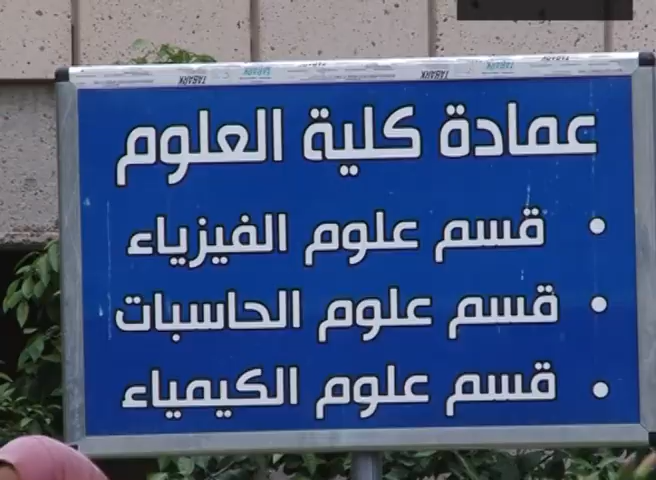 عمادة كلية العلوم
• قسم علوم الفيزياء
• قسم علوم الحاسبات
• قسم علوم الكيمياء